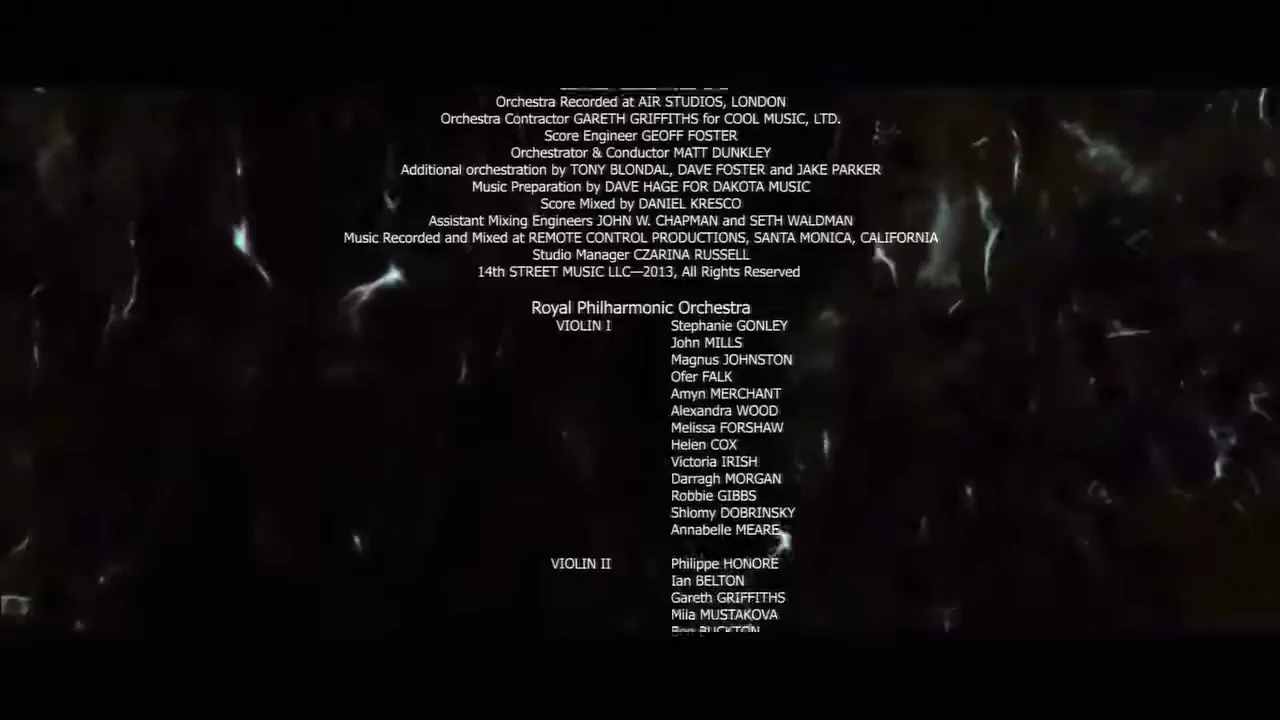 Orchestra Recorded at AIR STUDIOS, LONDON
Orchestra Contractor GARETH GRIFFITHS for COOL MUSIC, LTD.
Score Engineer GEOFF FOSTER
Orchestrator & Conductor MATT DUNKLEY
Additional orchestration by TONY BLONDAL, DAVE FOSTER and JAKE PARKER
Music Preparation by DAVE HAGE FOR DAKOTA MUSIC
Score Mixed by DANIEL KRESCO
Assistant Mixing Engineers JOHN W. CHAPMAN and SETH WALDMAN
Music Recorded and Mixed at REMOTE CONTROL PRODUCTIONS, SANTA MONICA, CALIFORNIA
Studio Manager CZARINA RUSSELL
14th STREET MUSIC LLC—2013, All Rights Reserved
Royal Philharmonic Orchestra
VIOLIN I Stephanie GONLEY
John MILLS
Magnus JOHNSTON
Ofer FALK
Amyn MERCHANT
Alexandra WOOD
Melissa FORSHAW
Helen COX
Victoria IRISH
Darragh MORGAN
Robbie GIBBS
Shlomy DOBRINSKY
Annabelle MEARE
VIOLIN II Philippe HONORE
Ian BELTON
Gareth GRIFFITHS
Miia MUSTAKOVA